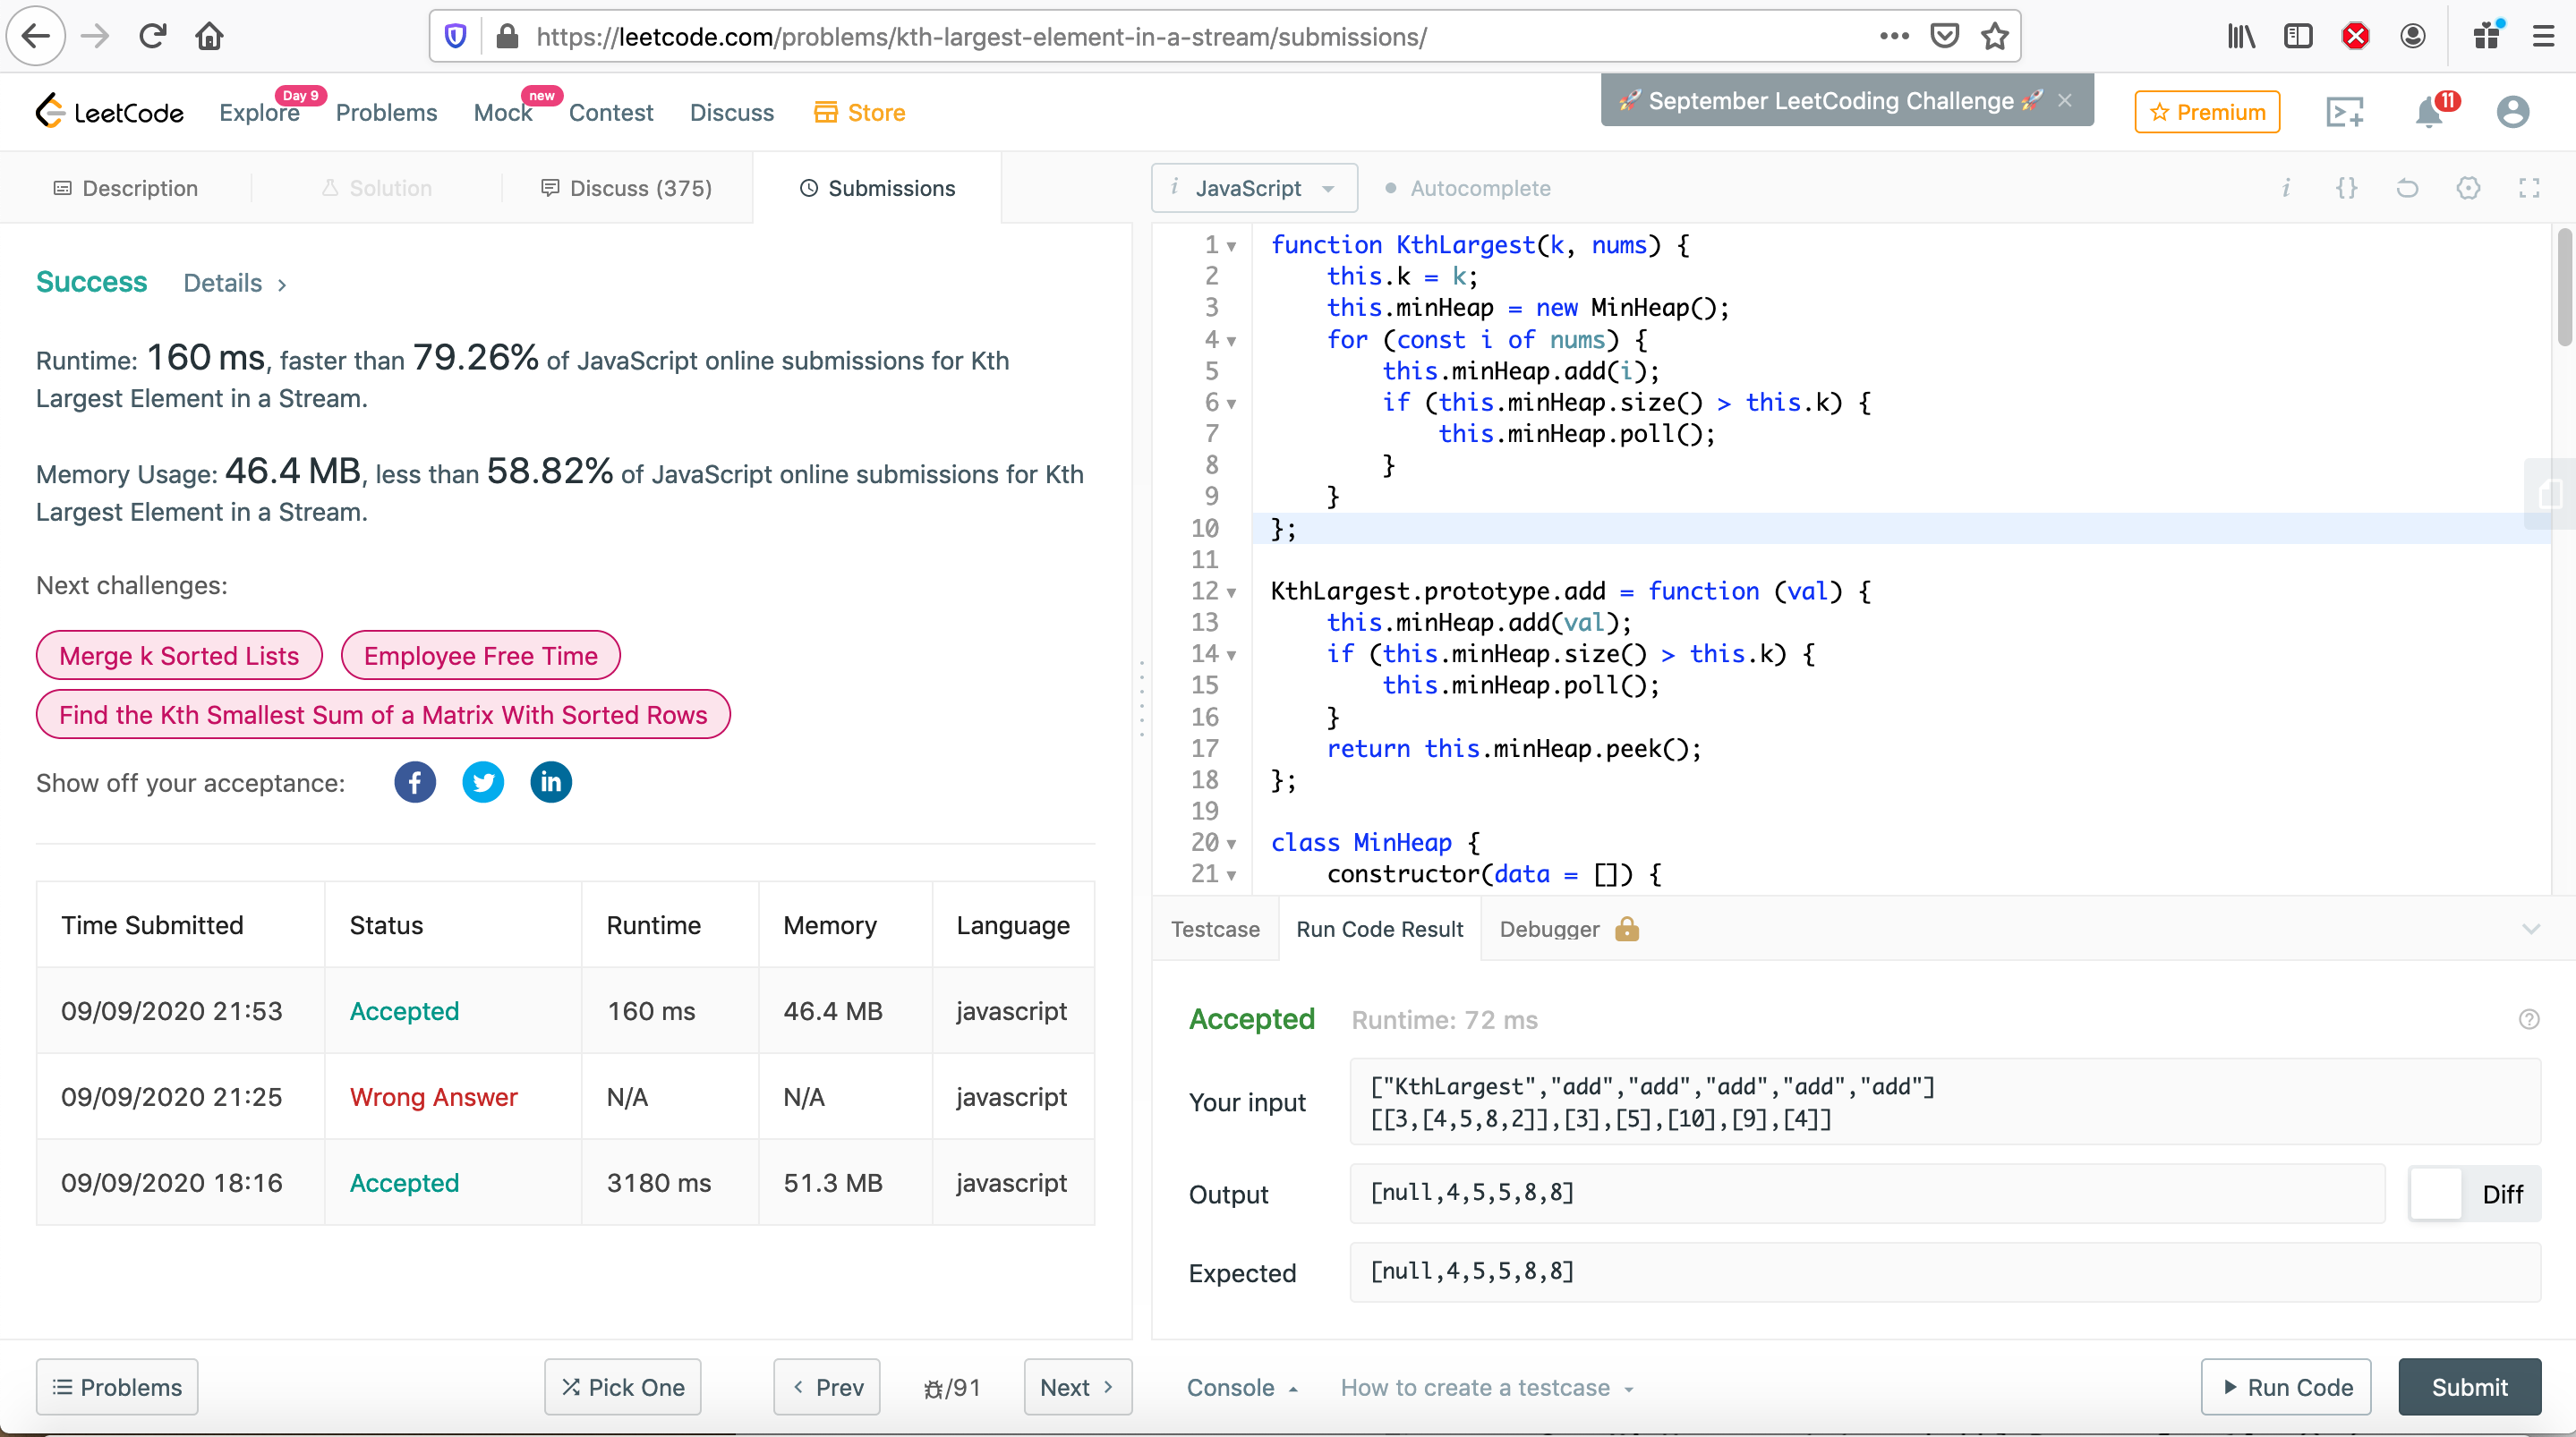 https://leetcode.com/problems/kth-largest-element-in-a-stream/submissions/
LeetCode
Explore
Day 9
Problems
Mock
new
Contest
Discuss
Store
🚀 September LeetCoding Challenge 🚀 ×
Premium
11
Description
Solution
Discuss (375)
Submissions
Success Details >
Runtime: 160 ms, faster than 79.26% of JavaScript online submissions for Kth
Largest Element in a Stream.
Memory Usage: 46.4 MB, less than 58.82% of JavaScript online submissions for Kth
Largest Element in a Stream.
Next challenges:
Merge k Sorted Lists
Employee Free Time
Find the Kth Smallest Sum of a Matrix With Sorted Rows
Show off your acceptance:
Time Submitted Status Runtime Memory Language
09/09/2020 21:53 Accepted 160 ms 46.4 MB javascript
09/09/2020 21:25 Wrong Answer N/A N/A javascript
09/09/2020 18:16 Accepted 3180 ms 51.3 MB javascript
Problems
Pick One
< Prev
/91
Next >
i JavaScript
Autocomplete
i {}
1 function KthLargest(k, nums) {
2 this.k = k;
3 this.minHeap = new MinHeap();
4 for (const i of nums) {
5 this.minHeap.add(i);
6 if (this.minHeap.size() > this.k) {
7 this.minHeap.poll();
8 }
9 }
10 };
11
12 KthLargest.prototype.add = function (val) {
13 this.minHeap.add(val);
14 if (this.minHeap.size() > this.k) {
15 this.minHeap.poll();
16 }
17 return this.minHeap.peek();
18 };
19
20 class MinHeap {
21 constructor(data = []) {
Testcase
Run Code Result
Debugger
Accepted Runtime: 72 ms
?
Your input
["KthLargest","add","add","add","add","add"]
[[3,[4,5,8,2]],[3],[5],[10],[9],[4]]
Output
[null,4,5,5,8,8]
Diff
Expected
[null,4,5,5,8,8]
Console
How to create a testcase
Run Code
Submit